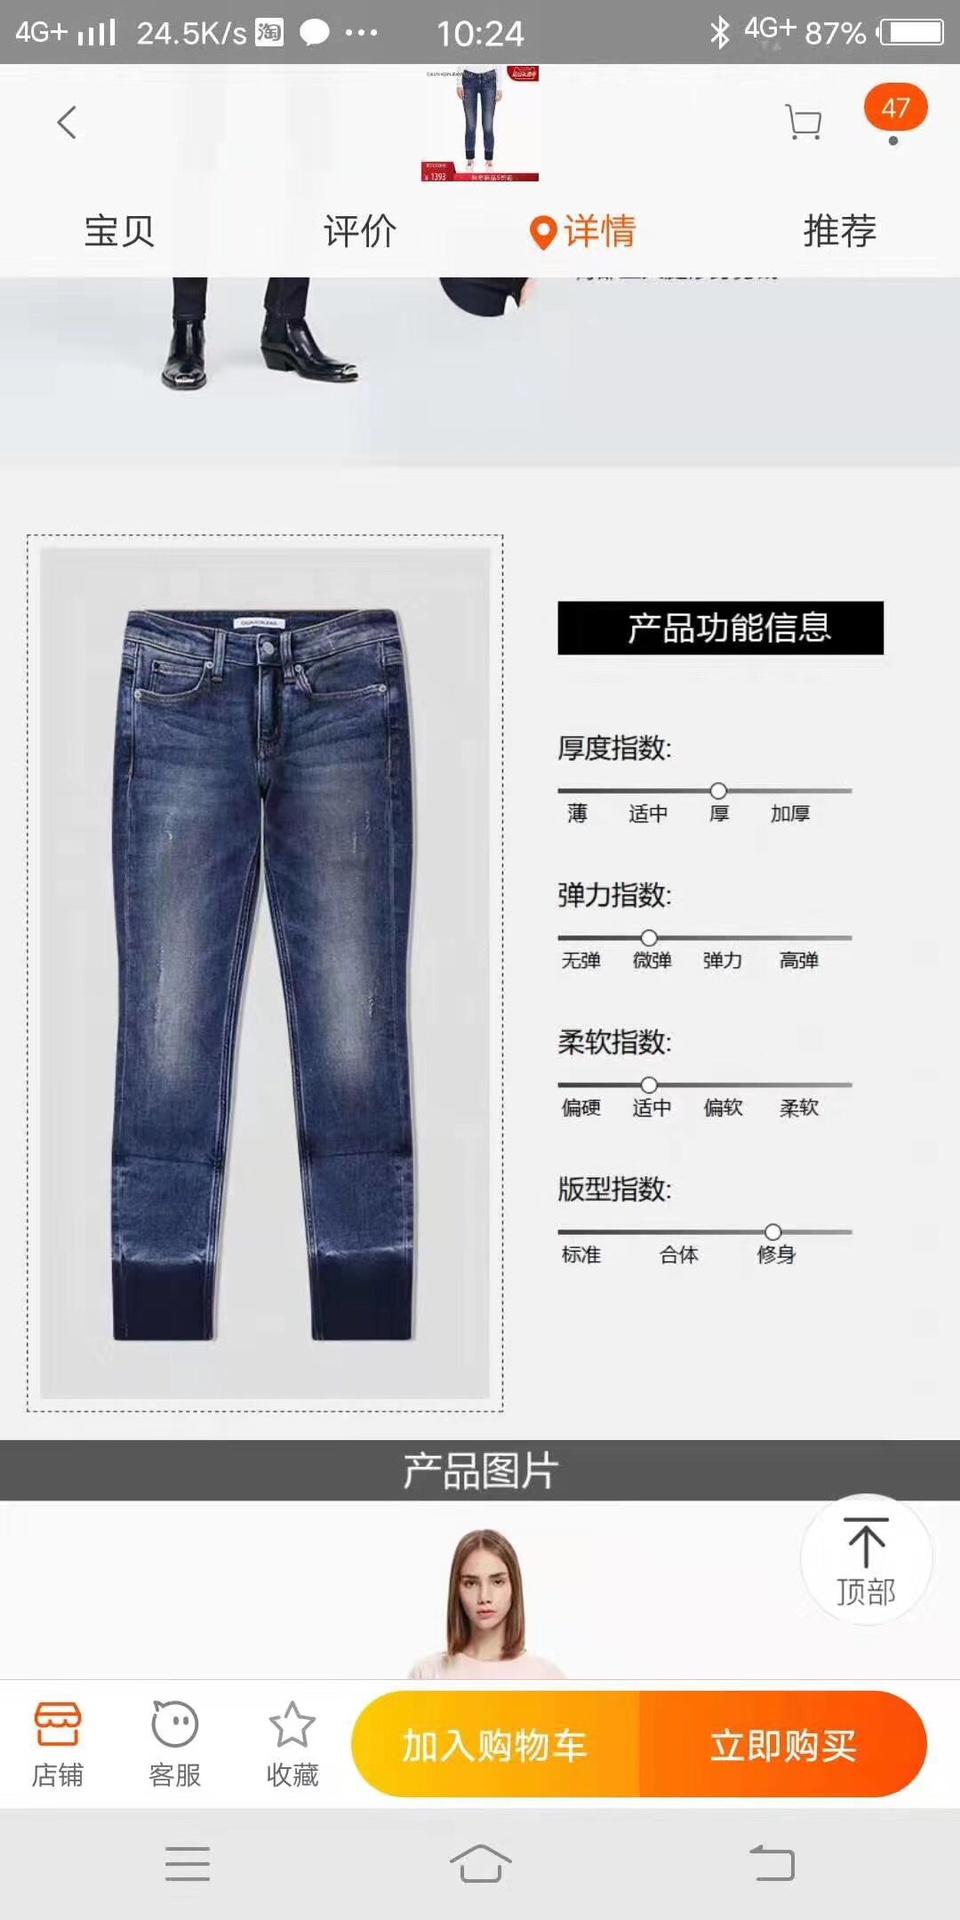 4G+ 24.5K/s 淘 10:24 4G+ 87%
47
¥1393
宝贝 评价 详情 推荐
产品功能信息
厚度指数:
薄 适中 厚 加厚
弹力指数:
无弹 微弹 弹力 高弹
柔软指数:
偏硬 适中 偏软 柔软
版型指数:
标准 合体 修身
产品图片
顶部
店铺 客服 收藏 加入购物车 立即购买